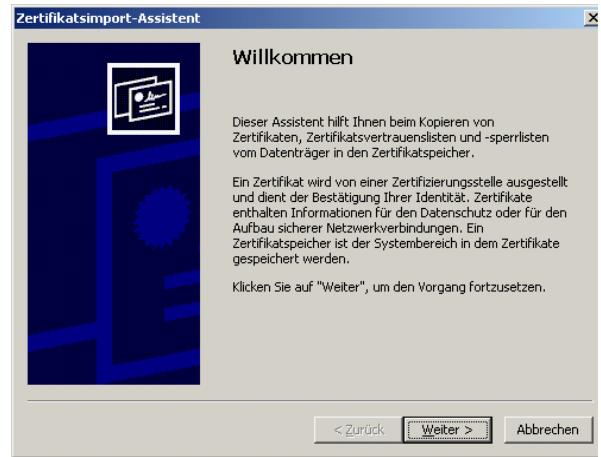 Zertifikatsimport-Assistent
Willkommen
Dieser Assistent hilft Ihnen beim Kopieren von
Zertifikaten, Zertifikatsvertrauenslisten und -sperrlisten
vom Datenträger in den Zertifikatspeicher.
Ein Zertifikat wird von einer Zertifizierungsstelle ausgestellt
und dient der Bestätigung Ihrer Identität. Zertifikate
enthalten Informationen für den Datenschutz oder für den
Aufbau sicherer Netzwerkverbindungen. Ein
Zertifikatspeicher ist der Systembereich in dem Zertifikate
gespeichert werden.
Klicken Sie auf "Weiter", um den Vorgang fortzusetzen.
< Zurück Weiter > Abbrechen